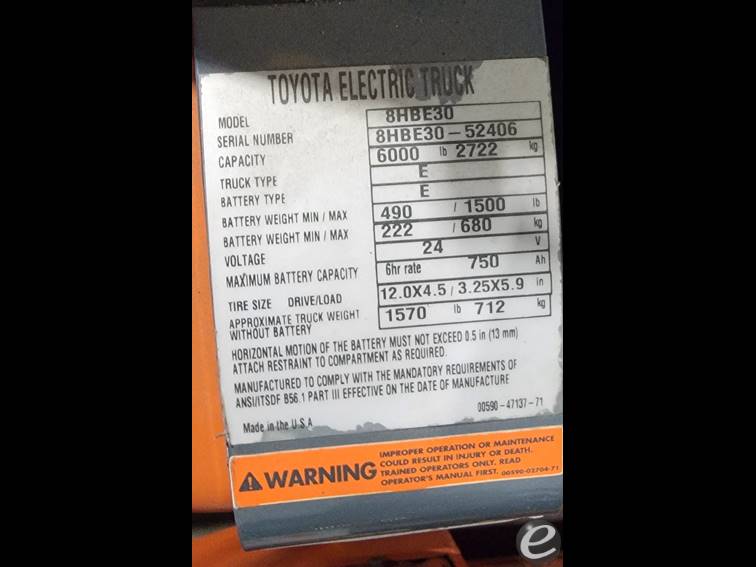 TOYOTA ELECTRIC TRUCK
MODEL 8HBE30
SERIAL NUMBER 8HBE30-52406
CAPACITY 6000 lb 2722 kg
TRUCK TYPE E
BATTERY TYPE E
BATTERY WEIGHT MIN / MAX 490 / 1500 lb
BATTERY WEIGHT MIN / MAX 222 / 680 kg
VOLTAGE 24 V
MAXIMUM BATTERY CAPACITY 6hr rate 750 Ah
TIRE SIZE DRIVE/LOAD 12.0X4.5 / 3.25X5.9 in
APPROXIMATE TRUCK WEIGHT
WITHOUT BATTERY 1570 lb 712 kg
HORIZONTAL MOTION OF THE BATTERY MUST NOT EXCEED 0.5 in (13 mm)
ATTACH RESTRAINT TO COMPARTMENT AS REQUIRED.
MANUFACTURED TO COMPLY WITH THE MANDATORY REQUIREMENTS OF
ANSI/ITSDF B56.1 PART III EFFECTIVE ON THE DATE OF MANUFACTURE
00590-47137-71
Made in the U.S.A
WARNING
IMPROPER OPERATION OR MAINTENANCE
COULD RESULT IN INJURY OR DEATH.
TRAINED OPERATORS ONLY. READ
OPERATOR'S MANUAL FIRST. 00590-03704-71
e